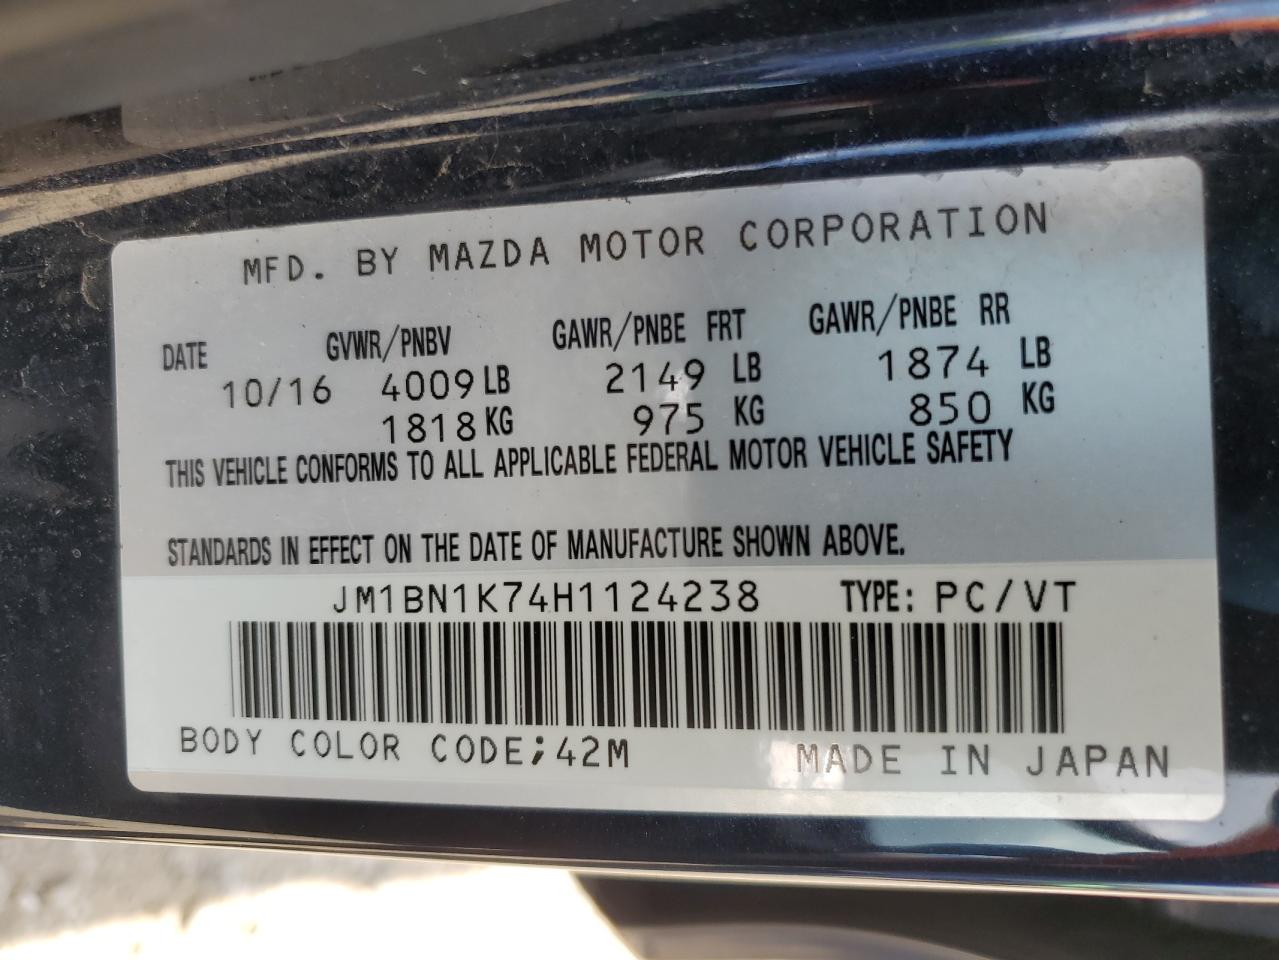 MFD. BY MAZDA MOTOR CORPORATION
DATE GVWR/PNBV GAWR/PNBE FRT GAWR/PNBE RR
10/16 4009 LB 2149 LB 1874 LB
1818 KG 975 KG 850 KG
THIS VEHICLE CONFORMS TO ALL APPLICABLE FEDERAL MOTOR VEHICLE SAFETY
STANDARDS IN EFFECT ON THE DATE OF MANUFACTURE SHOWN ABOVE.
JM1BN1K74H1124238 TYPE: PC/VT
BODY COLOR CODE;42M MADE IN JAPAN